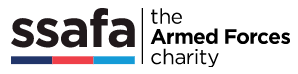 ssafa
the
Armed Forces
charity